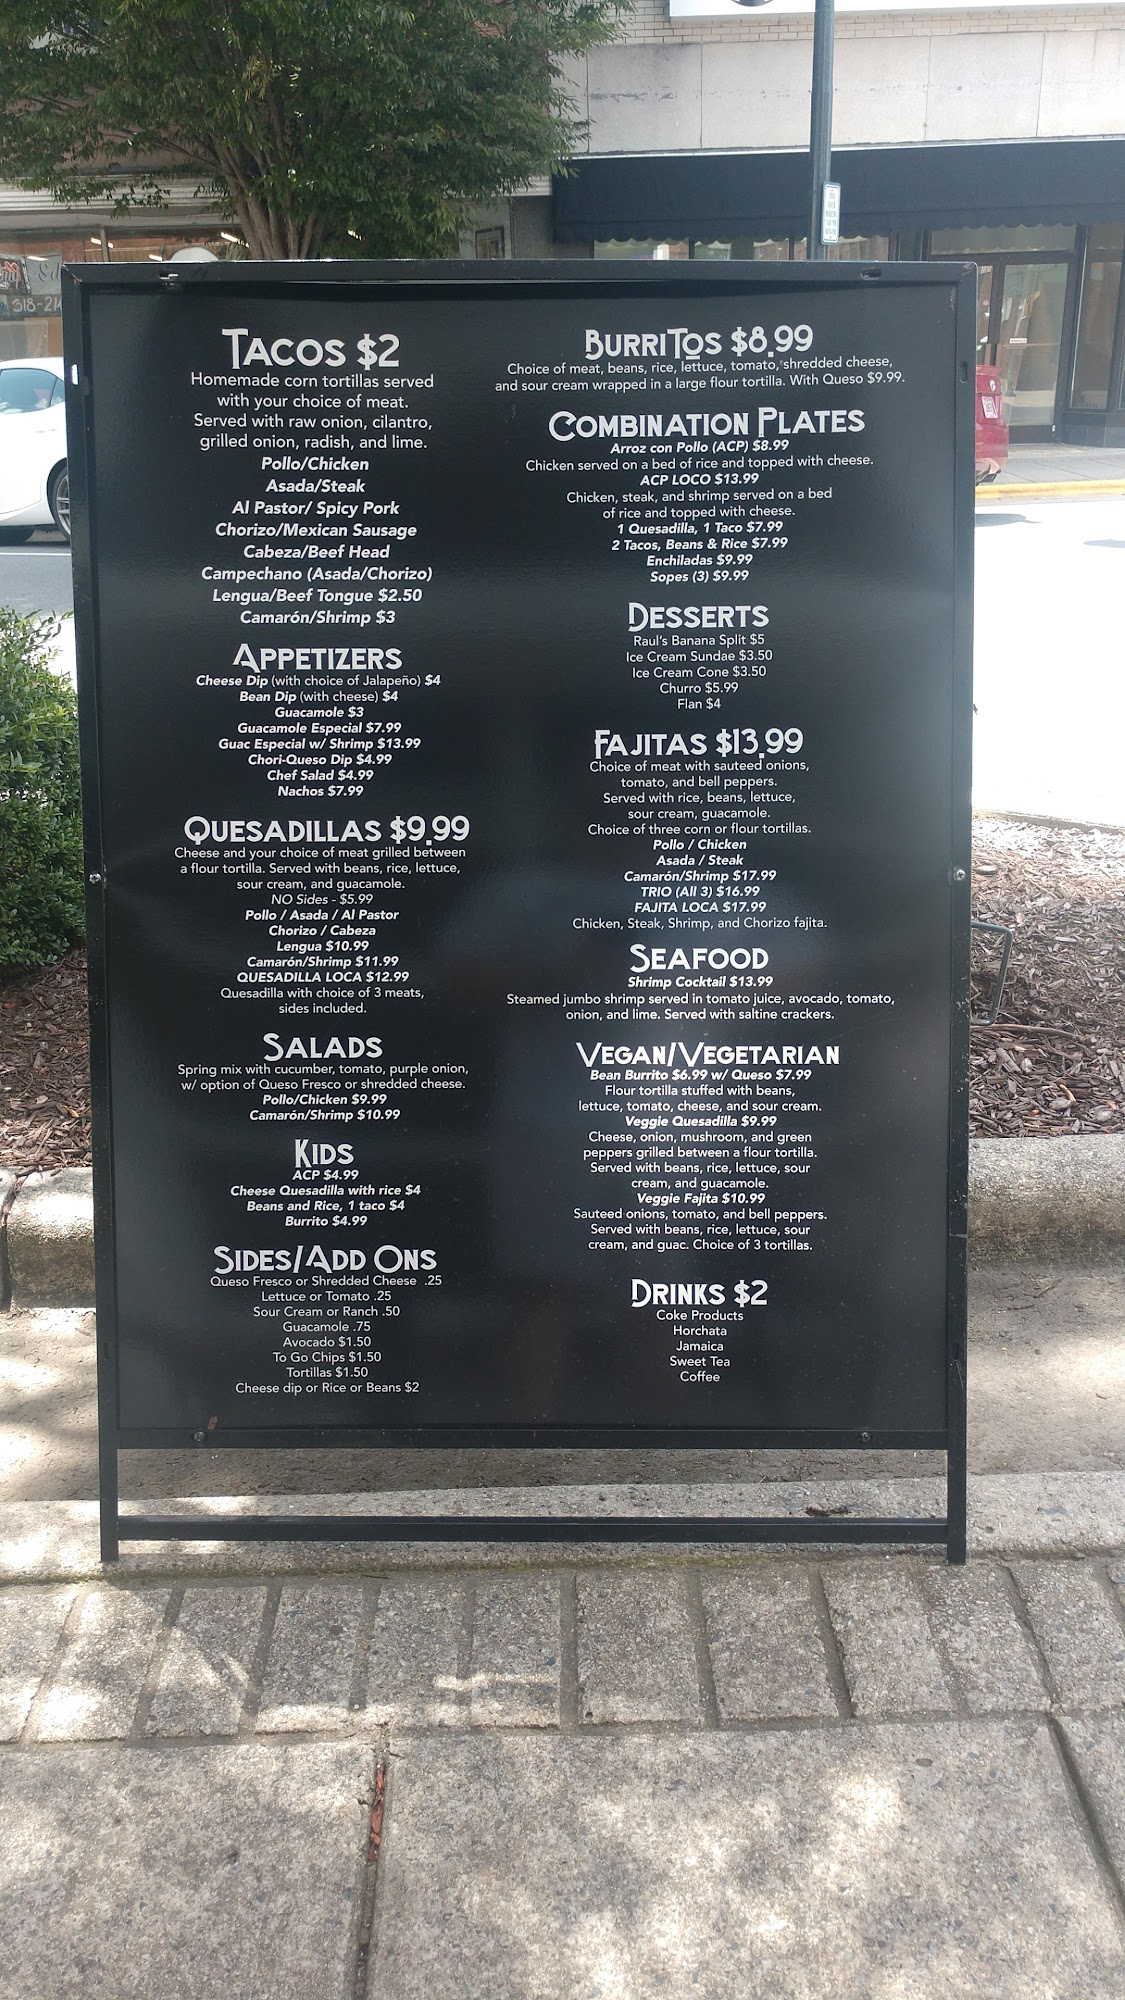 TACOS $2
Homemade corn tortillas served
with your choice of meat.
Served with raw onion, cilantro,
grilled onion, radish, and lime.
Pollo/Chicken
Asada/Steak
Al Pastor/ Spicy Pork
Chorizo/Mexican Sausage
Cabeza/Beef Head
Campechano (Asada/Chorizo)
Lengua/Beef Tongue $2.50
Camarón/Shrimp $3
APPETIZERS
Cheese Dip (with choice of Jalapeño) $4
Bean Dip (with cheese) $4
Guacamole $3
Guacamole Especial $7.99
Guac Especial w/ Shrimp $13.99
Chori-Queso Dip $4.99
Chef Salad $4.99
Nachos $7.99
QUESADILLAS $9.99
Cheese and your choice of meat grilled between
a flour tortilla. Served with beans, rice, lettuce,
sour cream, and guacamole.
NO Sides - $5.99
Pollo / Asada / Al Pastor
Chorizo / Cabeza
Lengua $10.99
Camarón/Shrimp $11.99
QUESADILLA LOCA $12.99
Quesadilla with choice of 3 meats,
sides included.
SALADS
Spring mix with cucumber, tomato, purple onion,
w/ option of Queso Fresco or shredded cheese.
Pollo/Chicken $9.99
Camarón/Shrimp $10.99
KIDS
ACP $4.99
Cheese Quesadilla with rice $4
Beans and Rice, 1 taco $4
Burrito $4.99
SIDES/ADD ONS
Queso Fresco or Shredded Cheese .25
Lettuce or Tomato .25
Sour Cream or Ranch .50
Guacamole .75
Avocado $1.50
To Go Chips $1.50
Tortillas $1.50
Cheese dip or Rice or Beans $2
BURRITOS $8.99
Choice of meat, beans, rice, lettuce, tomato, shredded cheese,
and sour cream wrapped in a large flour tortilla. With Queso $9.99.
COMBINATION PLATES
Arroz con Pollo (ACP) $8.99
Chicken served on a bed of rice and topped with cheese.
ACP LOCO $13.99
Chicken, steak, and shrimp served on a bed
of rice and topped with cheese.
1 Quesadilla, 1 Taco $7.99
2 Tacos, Beans & Rice $7.99
Enchiladas $9.99
Sopes (3) $9.99
DESSERTS
Raul's Banana Split $5
Ice Cream Sundae $3.50
Ice Cream Cone $3.50
Churro $5.99
Flan $4
FAJITAS $13.99
Choice of meat with sauteed onions,
tomato, and bell peppers.
Served with rice, beans, lettuce,
sour cream, guacamole.
Choice of three corn or flour tortillas.
Pollo / Chicken
Asada / Steak
Camarón/Shrimp $17.99
TRIO (All 3) $16.99
FAJITA LOCA $17.99
Chicken, Steak, Shrimp, and Chorizo fajita.
SEAFOOD
Shrimp Cocktail $13.99
Steamed jumbo shrimp served in tomato juice, avocado, tomato,
onion, and lime. Served with saltine crackers.
VEGAN/VEGETARIAN
Bean Burrito $6.99 w/ Queso $7.99
Flour tortilla stuffed with beans,
lettuce, tomato, cheese, and sour cream.
Veggie Quesadilla $9.99
Cheese, onion, mushroom, and green
peppers grilled between a flour tortilla.
Served with beans, rice, lettuce, sour
cream, and guacamole.
Veggie Fajita $10.99
Sauteed onions, tomato, and bell peppers.
Served with beans, rice, lettuce, sour
cream, and guac. Choice of 3 tortillas.
DRINKS $2
Coke Products
Horchata
Jamaica
Sweet Tea
Coffee